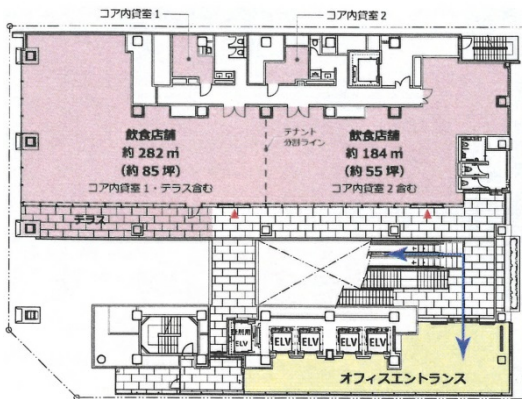 コア内貸室 1
コア内貸室 2
飲食店舗
約 282 ㎡
（約 85 坪）
コア内貸室 1・テラス含む
テナント
分割ライン
飲食店舗
約 184 ㎡
（約 55 坪）
コア内貸室 2 含む
テラス
ELV
ELV
ELV
ELV
ELV
オフィスエントランス